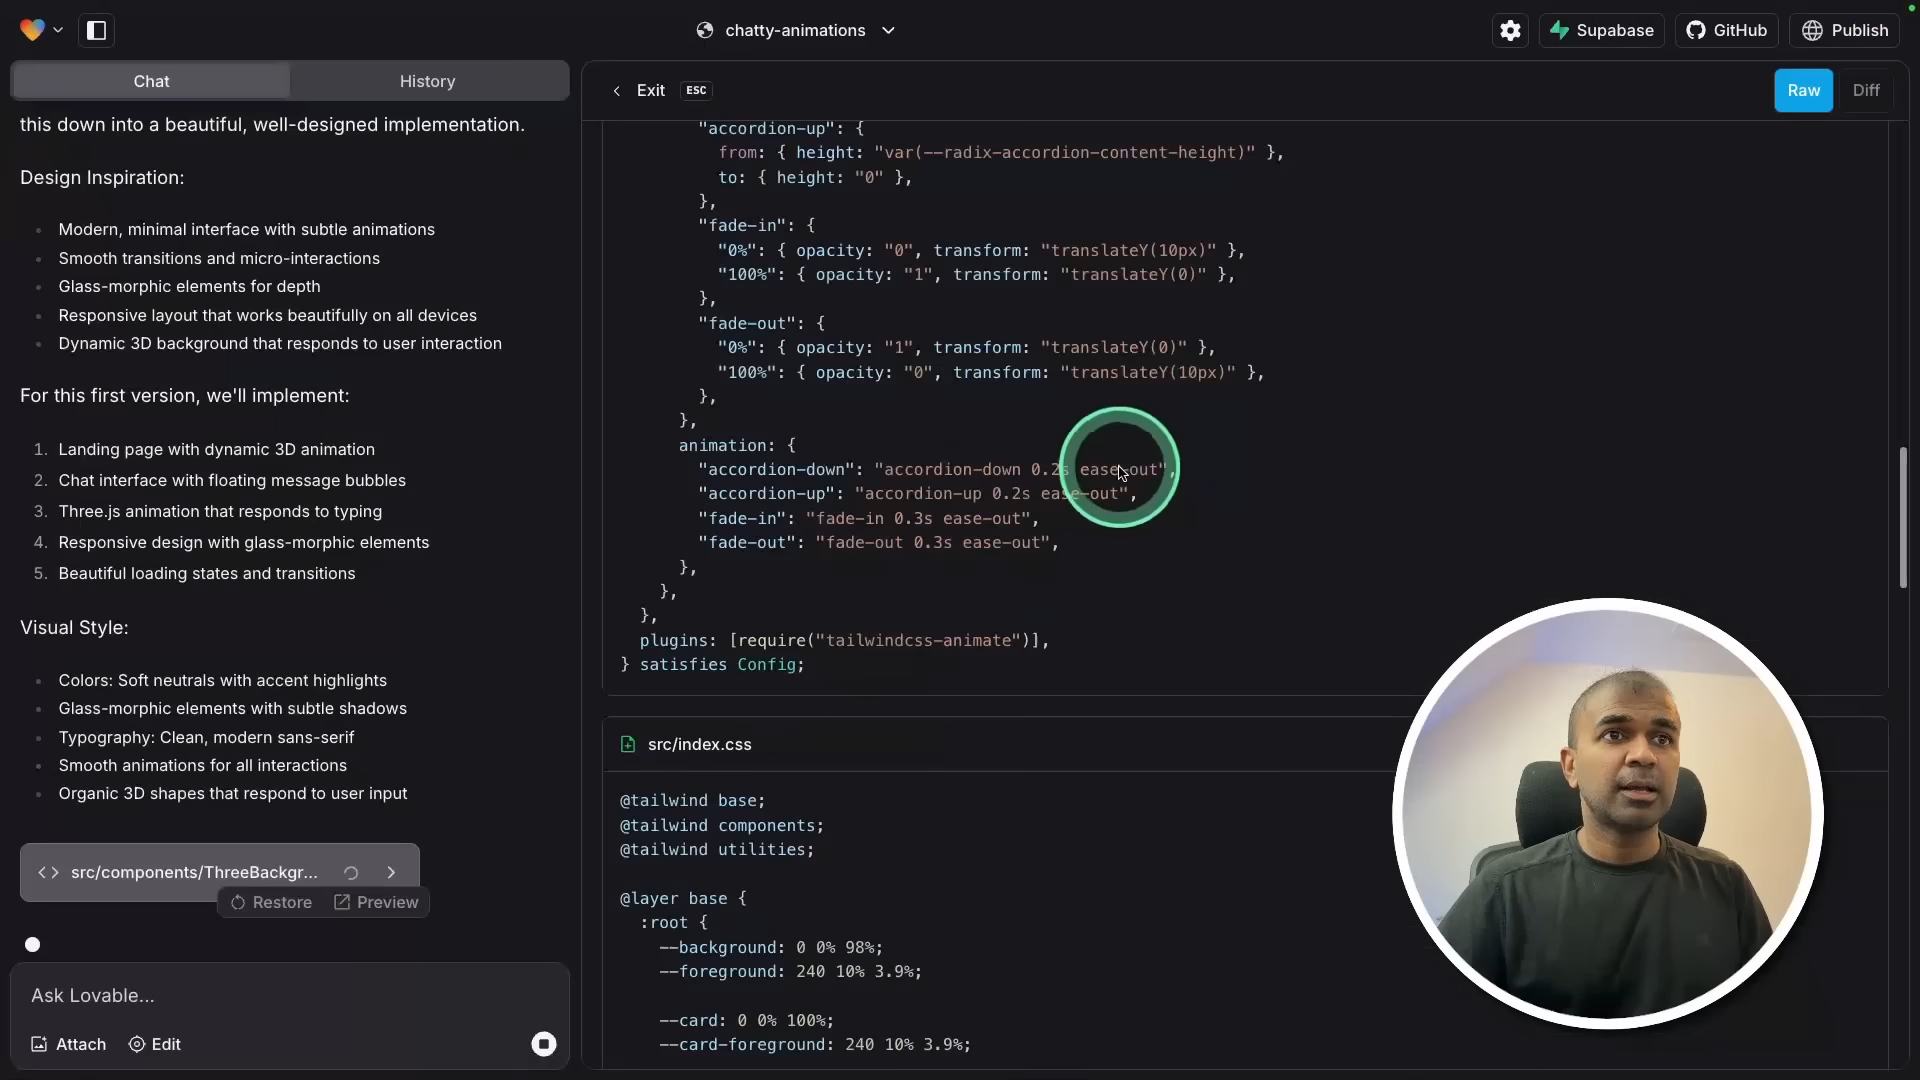 chatty-animations
Supabase
GitHub
Publish
Chat
History
this down into a beautiful, well-designed implementation.
Design Inspiration:
Modern, minimal interface with subtle animations
Smooth transitions and micro-interactions
Glass-morphic elements for depth
Responsive layout that works beautifully on all devices
Dynamic 3D background that responds to user interaction
For this first version, we'll implement:
1. Landing page with dynamic 3D animation
2. Chat interface with floating message bubbles
3. Three.js animation that responds to typing
4. Responsive design with glass-morphic elements
5. Beautiful loading states and transitions
Visual Style:
Colors: Soft neutrals with accent highlights
Glass-morphic elements with subtle shadows
Typography: Clean, modern sans-serif
Smooth animations for all interactions
Organic 3D shapes that respond to user input
src/components/ThreeBackgr...
Restore Preview
Ask Lovable...
Attach Edit
Exit ESC
Raw Diff
"accordion-up": {
from: { height: "var(--radix-accordion-content-height)" },
to: { height: "0" },
},
"fade-in": {
"0%": { opacity: "0", transform: "translateY(10px)" },
"100%": { opacity: "1", transform: "translateY(0)" },
},
"fade-out": {
"0%": { opacity: "1", transform: "translateY(0)" },
"100%": { opacity: "0", transform: "translateY(10px)" },
},
},
animation: {
"accordion-down": "accordion-down 0.2s ease-out",
"accordion-up": "accordion-up 0.2s ease-out",
"fade-in": "fade-in 0.3s ease-out",
"fade-out": "fade-out 0.3s ease-out",
},
},
},
plugins: [require("tailwindcss-animate")],
} satisfies Config;
src/index.css
@tailwind base;
@tailwind components;
@tailwind utilities;
@layer base {
:root {
--background: 0 0% 98%;
--foreground: 240 10% 3.9%;
--card: 0 0% 100%;
--card-foreground: 240 10% 3.9%;